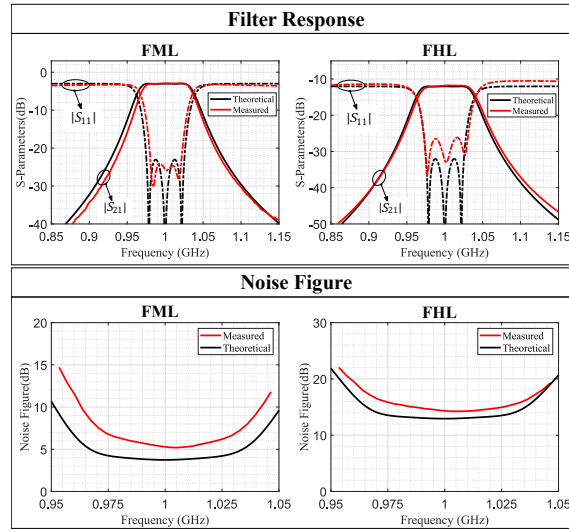 Filter Response
FML
FHL
S-Parameters(dB)
0
-10
-20
-30
-40
|S11|
|S21|
Theoretical
Measured
0.85 0.9 0.95 1 1.05 1.1 1.15
Frequency (GHz)
S-Parameters(dB)
-10
-20
-30
-40
-50
|S11|
|S21|
Theoretical
Measured
0.85 0.9 0.95 1 1.05 1.1 1.15
Frequency (GHz)
Noise Figure
FML
FHL
Noise Figure(dB)
20
15
10
5
0
Measured
Theoretical
0.95 0.975 1 1.025 1.05
Frequency (GHz)
Noise Figure(dB)
30
20
10
0
Measured
Theoretical
0.95 0.975 1 1.025 1.05
Frequency (GHz)